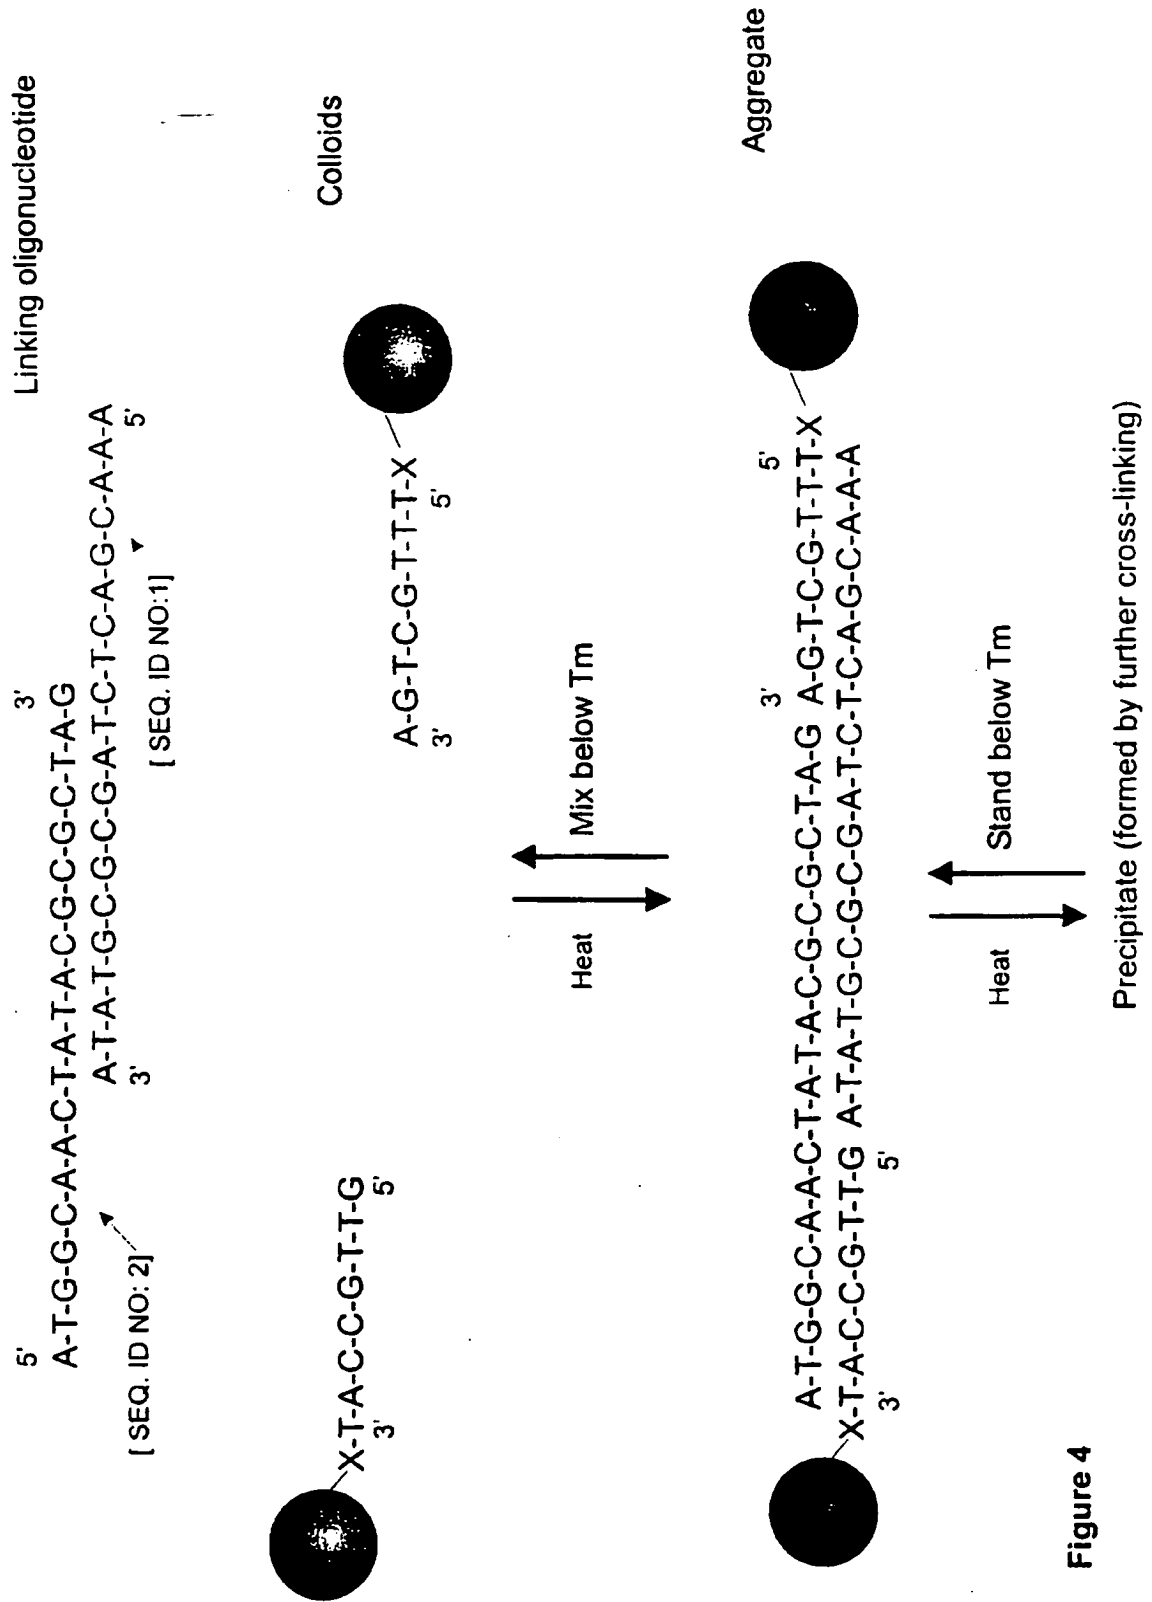 Linking oligonucleotide
5' 3'
A-T-G-G-C-A-A-C-T-A-T-A-C-G-C-G-C-T-A-G
A-T-A-T-G-C-G-C-G-A-T-C-T-C-A-G-C-A-A-A
3' 5'
[ SEQ. ID NO: 2]
[ SEQ. ID NO:1]
Colloids
X-T-A-C-C-G-T-T-G
3' 5'
A-G-T-C-G-T-T-T-X
3' 5'
Heat
Mix below Tm
Aggregate
3' 5'
A-T-G-G-C-A-A-C-T-A-T-A-C-G-C-G-C-T-A-G A-G-T-C-G-T-T-T-X
X-T-A-C-C-G-T-T-G A-T-A-T-G-C-G-C-G-A-T-C-T-C-A-G-C-A-A-A
3' 5'
Heat
Stand below Tm
Precipitate (formed by further cross-linking)
Figure 4